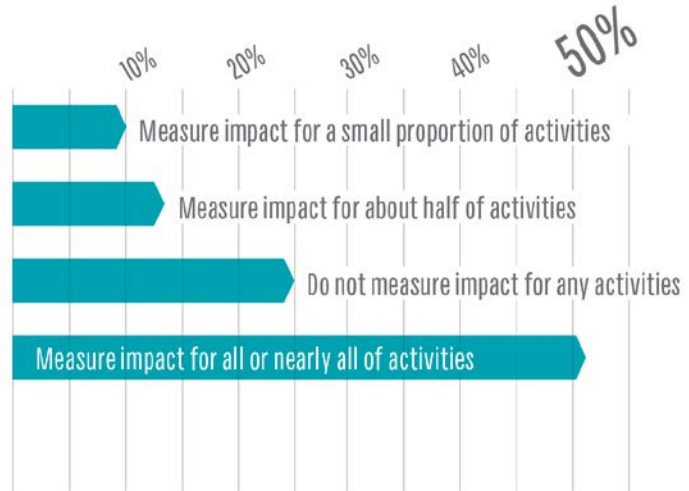 10% 20% 30% 40% 50%
Measure impact for a small proportion of activities
Measure impact for about half of activities
Do not measure impact for any activities
Measure impact for all or nearly all of activities